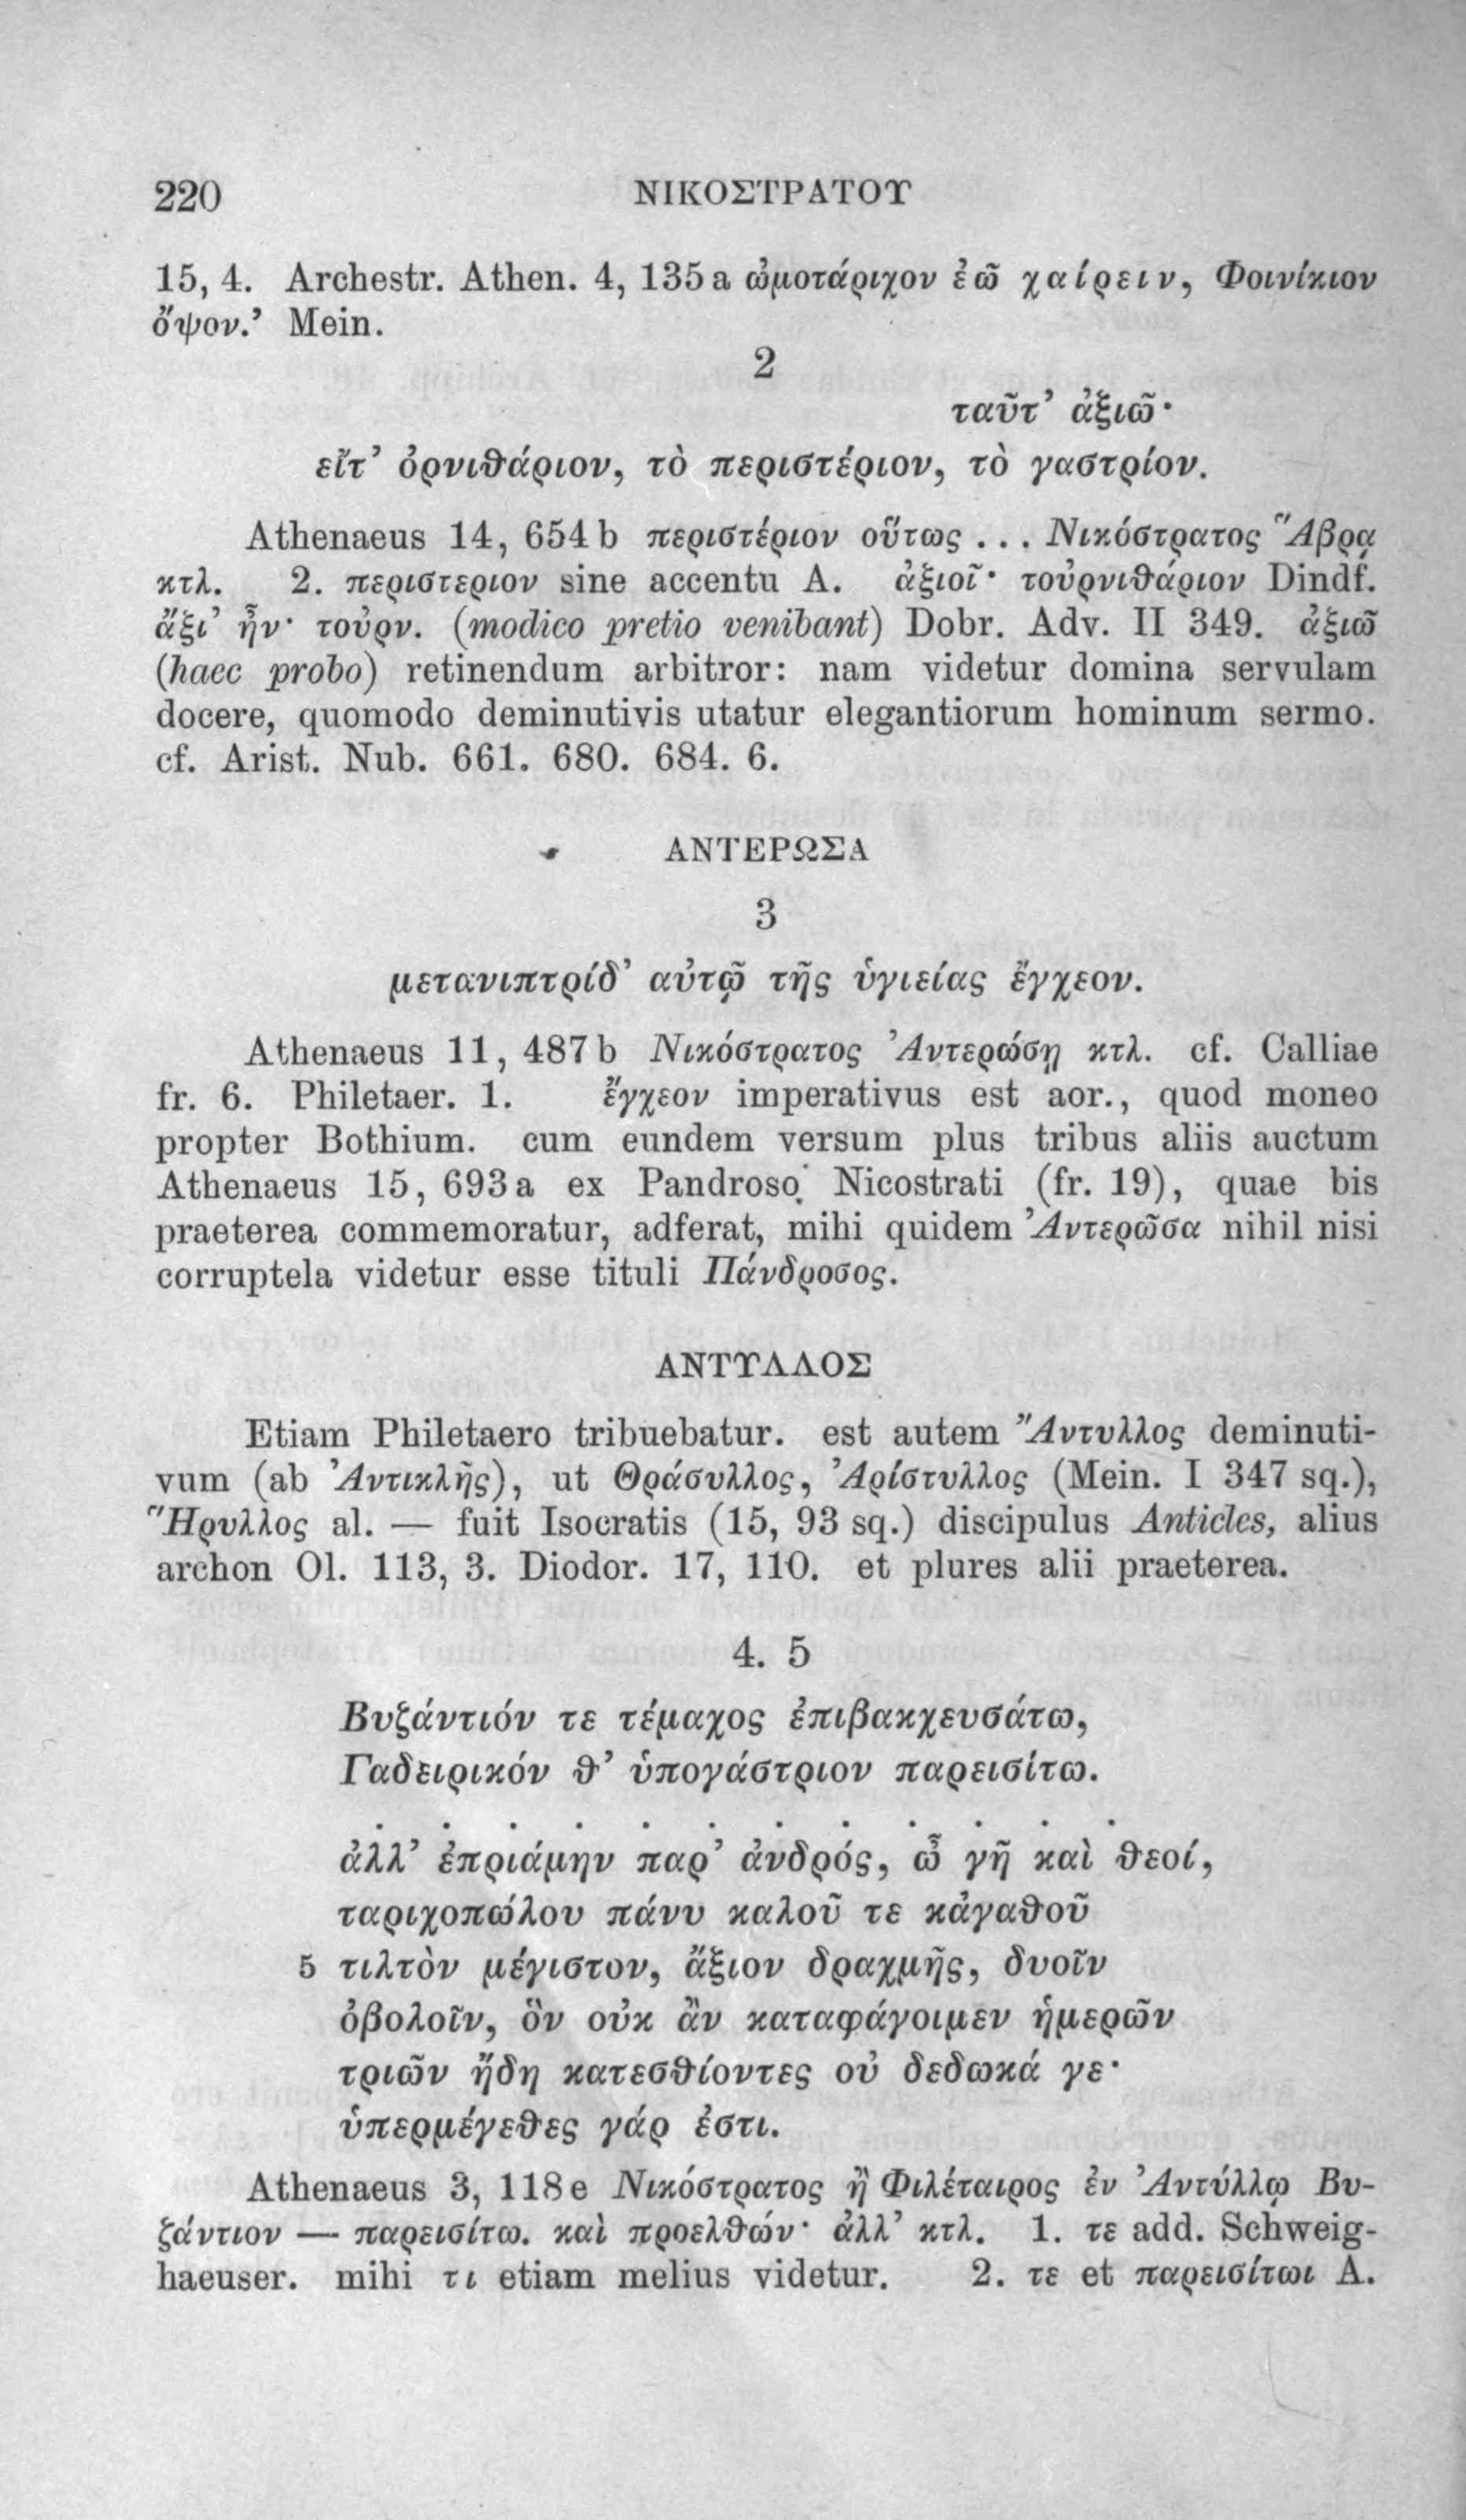 220 ΝΙΚΟΣΤΡΑΤΟΥ
15, 4. Archestr. Athen. 4, 135 a ὠμοτάριχον ἐῶ χαίρειν, Φοινίκιον
ὄψον.’ Mein.
2
ταῦτ’ ἀξιῶ·
εἴτ’ ὀρνιθάριον, τὸ περιστέριον, τὸ γαστρίον.
Athenaeus 14, 654 b περιστέριον οὕτως ... Νικόστρατος Ἅβρᾳ
κτλ. 2. περιστεριον sine accentu A. ἀξιοῖ· τοὐρνιθάριον Dindf.
ἄξι’ ἦν· τοὐρν. (modico pretio venibant) Dobr. Adv. II 349. ἀξιῶ
(haec probo) retinendum arbitror: nam videtur domina servulam
docere, quomodo deminutivis utatur elegantiorum hominum sermo.
cf. Arist. Nub. 661. 680. 684. 6.
ΑΝΤΕΡΩΣΑ
3
μετανιπτρίδ’ αὐτῷ τῆς ὑγιείας ἔγχεον.
Athenaeus 11, 487 b Νικόστρατος Ἀντερώσῃ κτλ. cf. Calliae
fr. 6. Philetaer. 1. ἔγχεον imperativus est aor., quod moneo
propter Bothium. cum eundem versum plus tribus aliis auctum
Athenaeus 15, 693 a ex Pandroso Nicostrati (fr. 19), quae bis
praeterea commemoratur, adferat, mihi quidem Ἀντερῶσα nihil nisi
corruptela videtur esse tituli Πάνδροσος.
ΑΝΤΥΛΛΟΣ
Etiam Philetaero tribuebatur. est autem Ἄντυλλος deminuti-
vum (ab Ἀντικλῆς), ut Θράσυλλος, Ἀρίστυλλος (Mein. I 347 sq.),
Ἥρυλλος al. — fuit Isocratis (15, 93 sq.) discipulus Anticles, alius
archon Ol. 113, 3. Diodor. 17, 110. et plures alii praeterea.
4. 5
Βυζάντιόν τε τέμαχος ἐπιβακχευσάτω,
Γαδειρικόν θ’ ὑπογάστριον παρεισίτω.
. . . . . . . . . . . .
ἀλλ’ ἐπριάμην παρ’ ἀνδρός, ὦ γῆ καὶ θεοί,
ταριχοπώλου πάνυ καλοῦ τε κἀγαθοῦ
5 τιλτὸν μέγιστον, ἄξιον δραχμῆς, δυοῖν
ὀβολοῖν, ὃν οὐκ ἂν καταφάγοιμεν ἡμερῶν
τριῶν ἤδη κατεσθίοντες οὐ δεδωκά γε·
ὑπερμέγεθες γάρ ἐστι.
Athenaeus 3, 118 e Νικόστρατος ἢ Φιλέταιρος ἐν Ἀντύλλῳ Βυ-
ζάντιον — παρεισίτω. καὶ προελθών· ἀλλ’ κτλ. 1. τε add. Schweig-
haeuser. mihi τι etiam melius videtur. 2. τε et παρεισίτωι A.